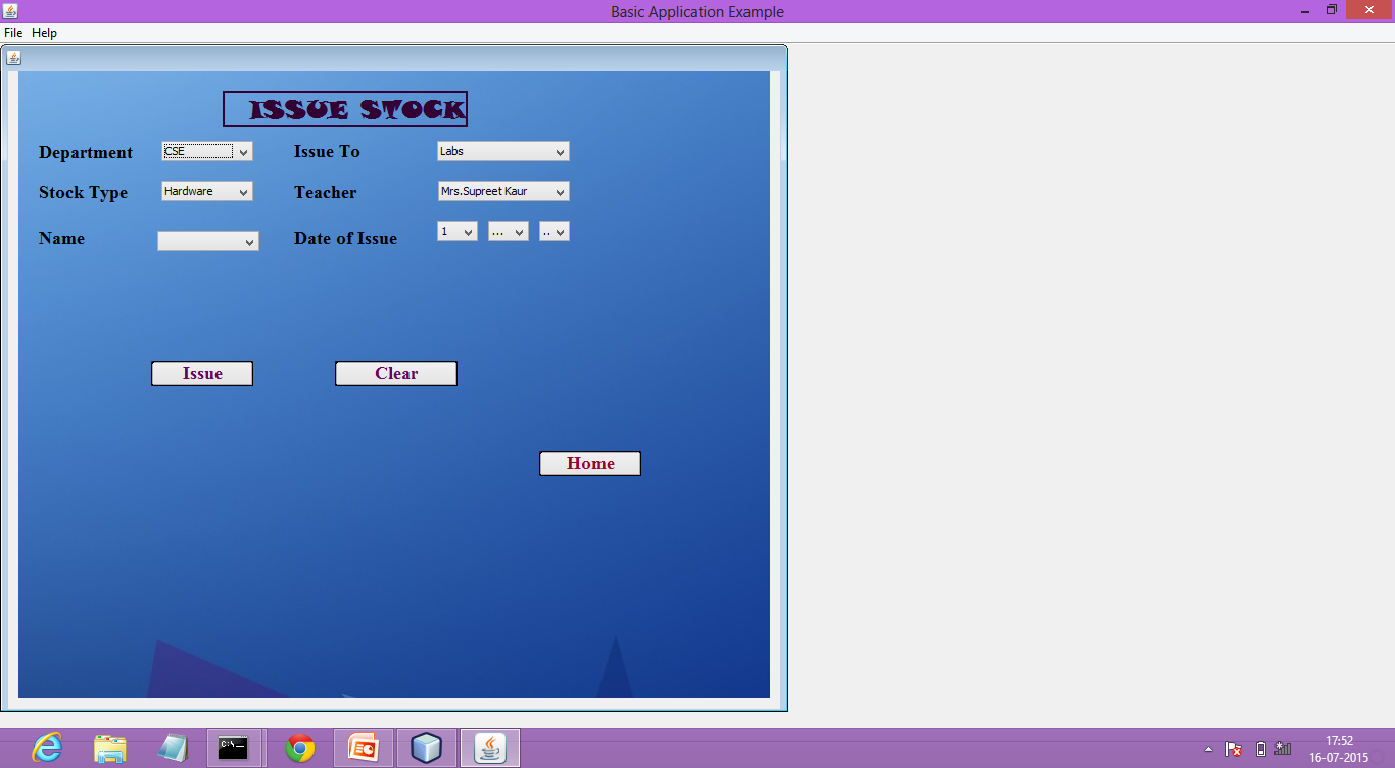 Basic Application Example
File Help
ISSUE STOCK
Department CSE Issue To Labs
Stock Type Hardware Teacher Mrs.Supreet Kaur
Name Date of Issue 1 ... ..
Issue Clear
Home
C:\_
17:52
16-07-2015